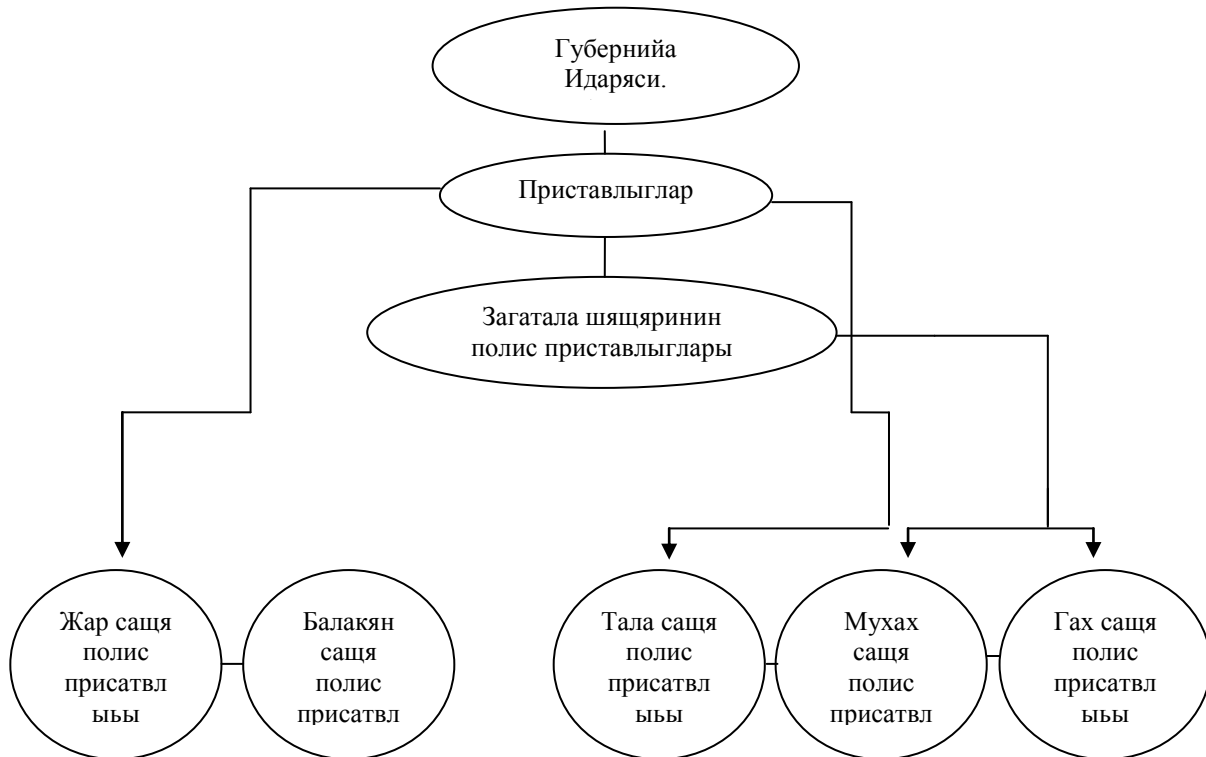 Губернийа
Идаряси.
Приставлыглар
Загатала шящяринин
полис приставлыглары
Жар сащя
полис
присатвл
ыьы
Балакян
сащя
полис
присатвл
Тала сащя
полис
присатвл
ыьы
Мухах
сащя
полис
присатвл
Гах сащя
полис
присатвл
ыьы